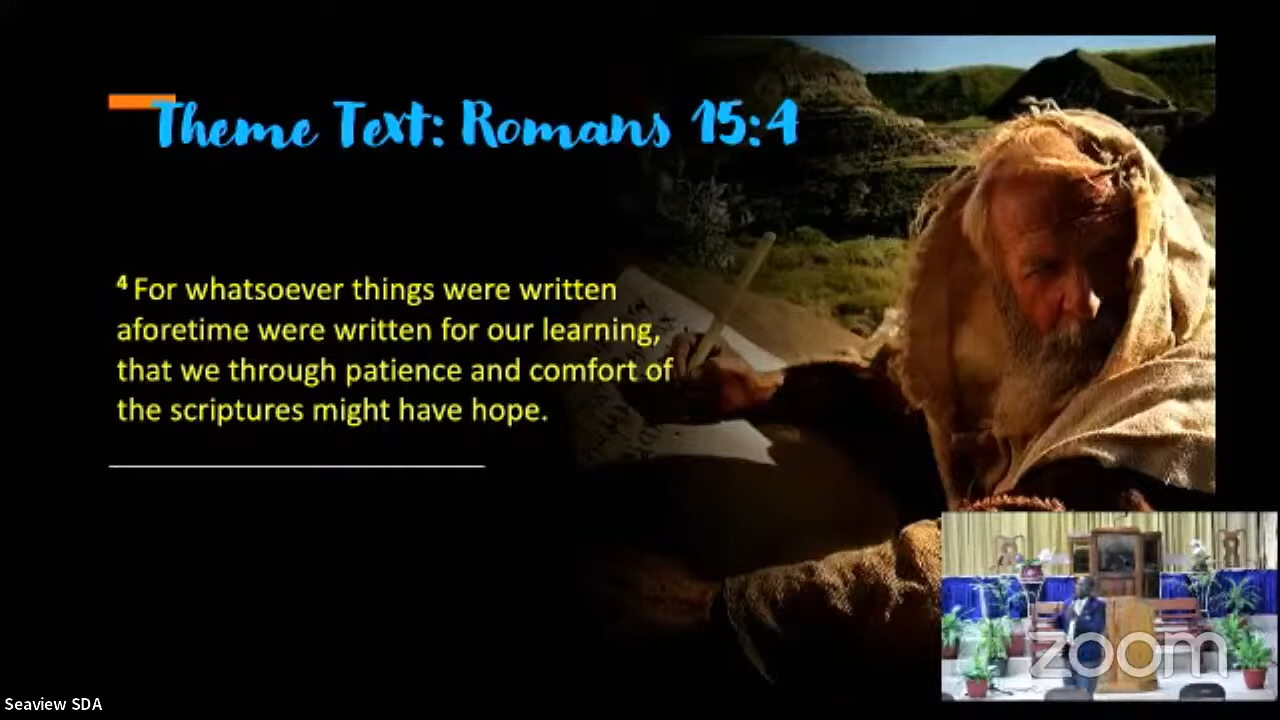 Theme Text: Romans 15:4
4 For whatsoever things were written
aforetime were written for our learning,
that we through patience and comfort of
the scriptures might have hope.
zoom
Seaview SDA